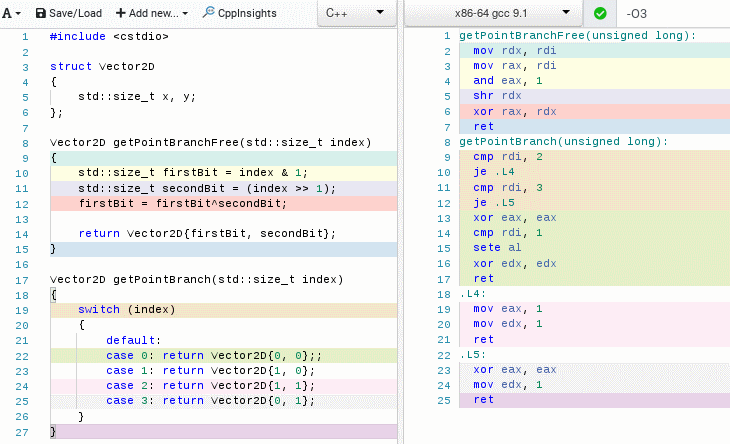 A Save/Load + Add new... CppInsights C++
x86-64 gcc 9.1 -O3
1 #include <cstdio>
2
3 struct Vector2D
4 {
5 std::size_t x, y;
6 };
7
8 Vector2D getPointBranchFree(std::size_t index)
9 {
10 std::size_t firstBit = index & 1;
11 std::size_t secondBit = (index >> 1);
12 firstBit = firstBit^secondBit;
13
14 return Vector2D{firstBit, secondBit};
15 }
16
17 Vector2D getPointBranch(std::size_t index)
18 {
19 switch (index)
20 {
21 default:
22 case 0: return Vector2D{0, 0};;
23 case 1: return Vector2D{1, 0};
24 case 2: return Vector2D{1, 1};
25 case 3: return Vector2D{0, 1};
26 }
27 }
1 getPointBranchFree(unsigned long):
2 mov rdx, rdi
3 mov rax, rdi
4 and eax, 1
5 shr rdx
6 xor rax, rdx
7 ret
8 getPointBranch(unsigned long):
9 cmp rdi, 2
10 je .L4
11 cmp rdi, 3
12 je .L5
13 xor eax, eax
14 cmp rdi, 1
15 sete al
16 xor edx, edx
17 ret
18 .L4:
19 mov eax, 1
20 mov edx, 1
21 ret
22 .L5:
23 xor eax, eax
24 mov edx, 1
25 ret